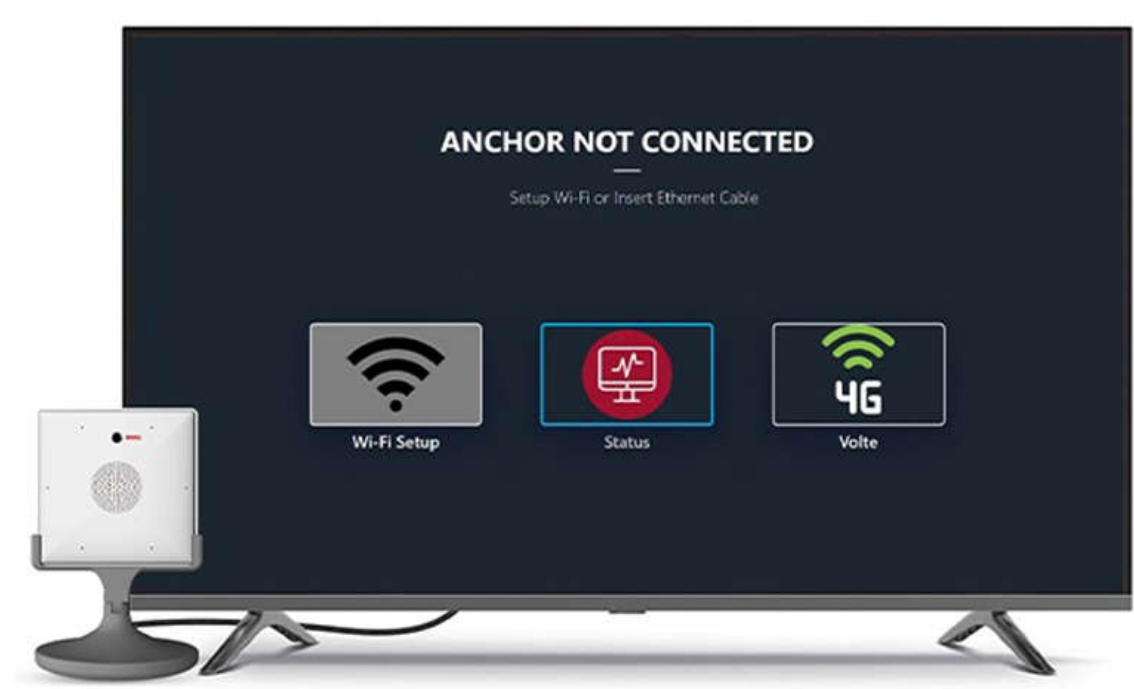 ANCHOR NOT CONNECTED
Setup Wi-Fi or Insert Ethernet Cable
4G
Wi-Fi Setup
Status
Volte